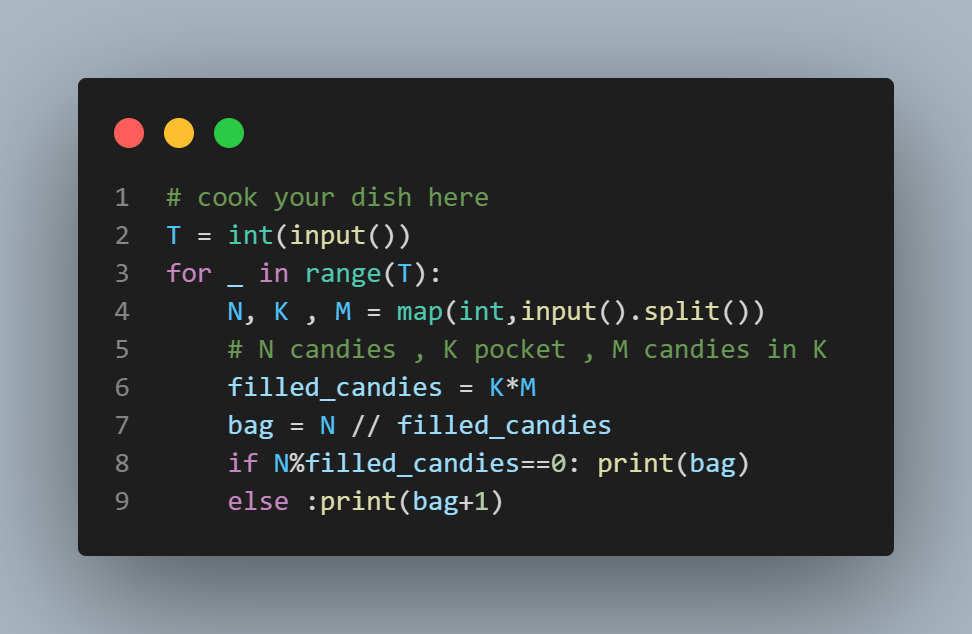 1 # cook your dish here
2 T = int(input())
3 for _ in range(T):
4     N, K , M = map(int,input().split())
5     # N candies , K pocket , M candies in K
6     filled_candies = K*M
7     bag = N // filled_candies
8     if N%filled_candies==0: print(bag)
9     else :print(bag+1)